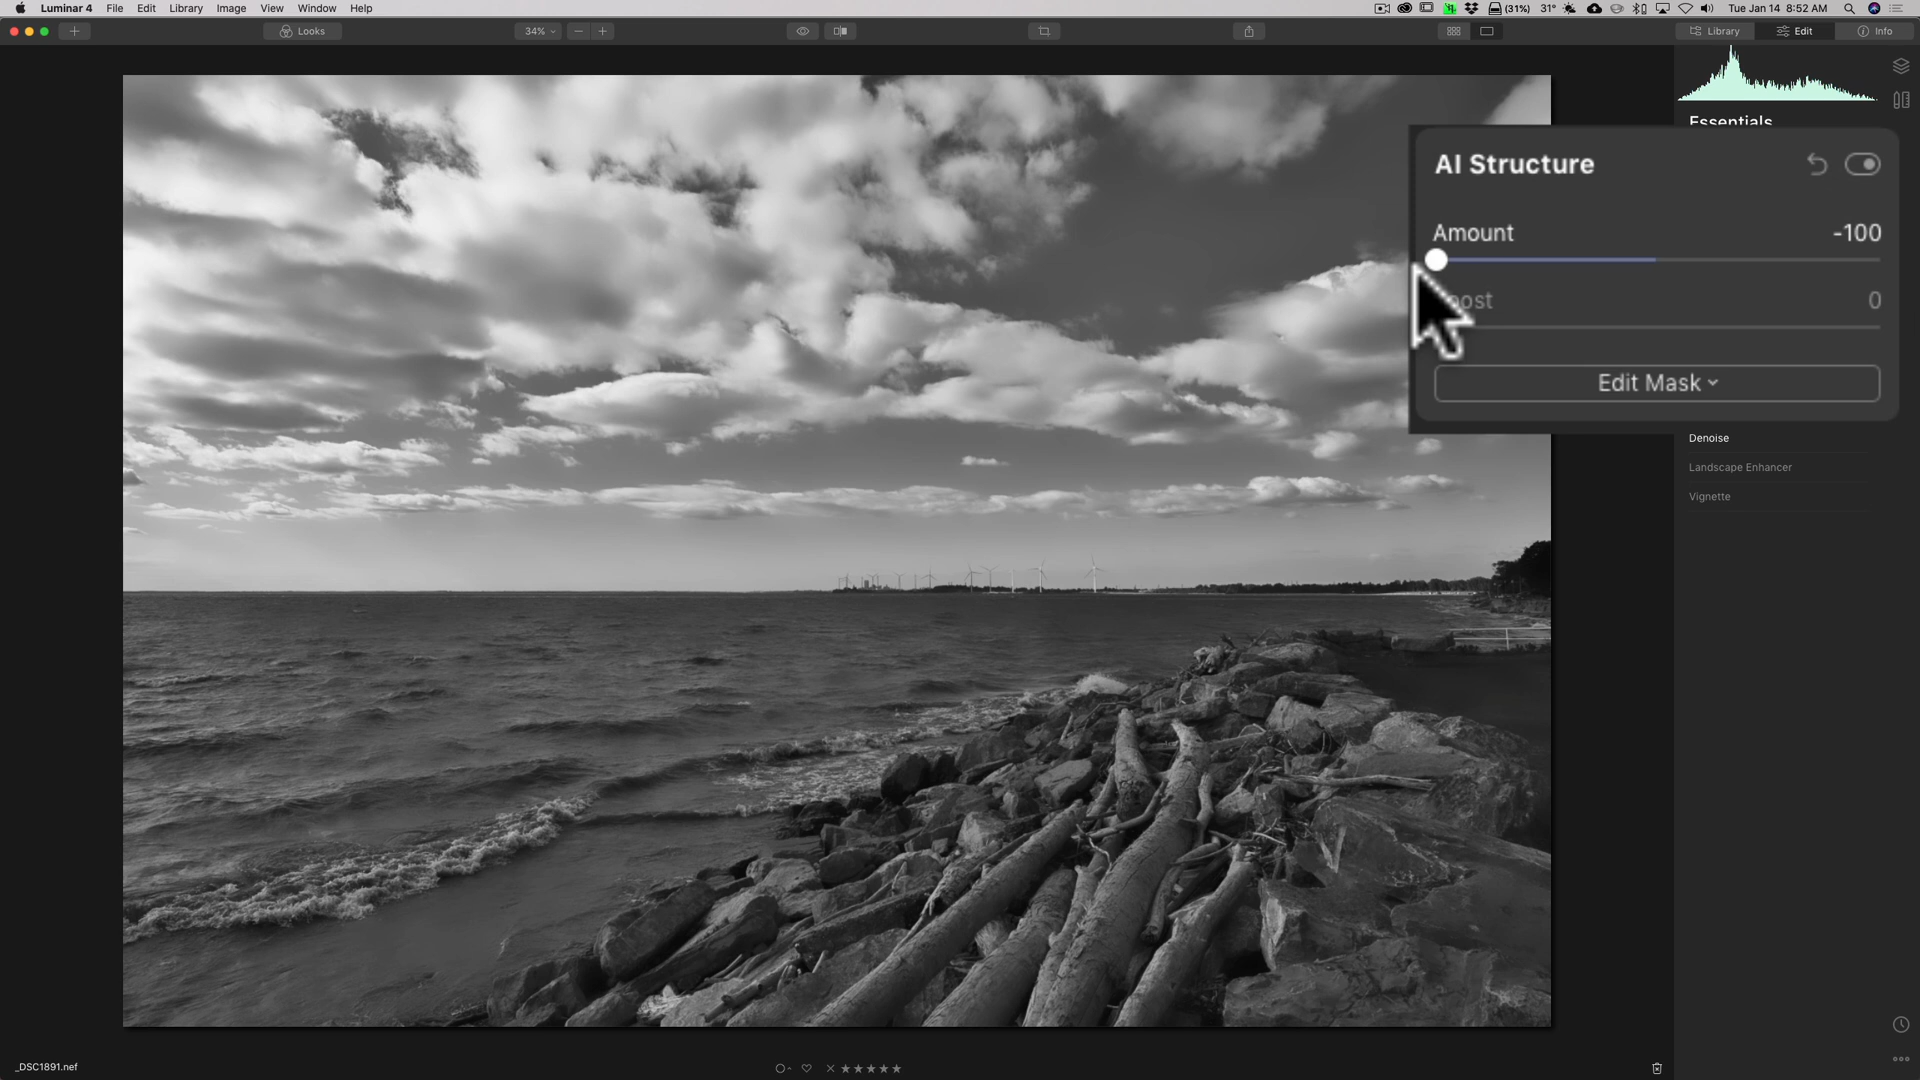 Luminar 4 File Edit Library Image View Window Help (31%) 31° Tue Jan 14 8:52 AM
Looks 34% Library Edit Info
Essentials
AI Structure
Amount -100
0
Edit Mask
Denoise
Landscape Enhancer
Vignette
_DSC1891.nef